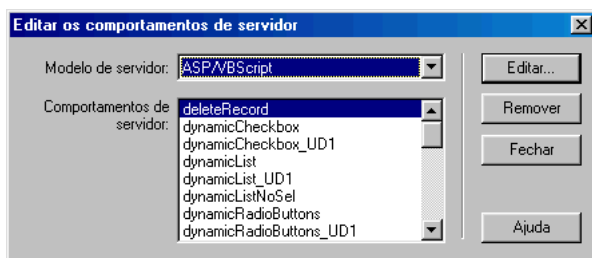 Editar os comportamentos de servidor
Modelo de servidor: ASP/VBScript
Editar...
Comportamentos de servidor:
deleteRecord
dynamicCheckbox
dynamicCheckbox_UD1
dynamicList
dynamicList_UD1
dynamicListNoSel
dynamicRadioButtons
dynamicRadioButtons_UD1
Remover
Fechar
Ajuda